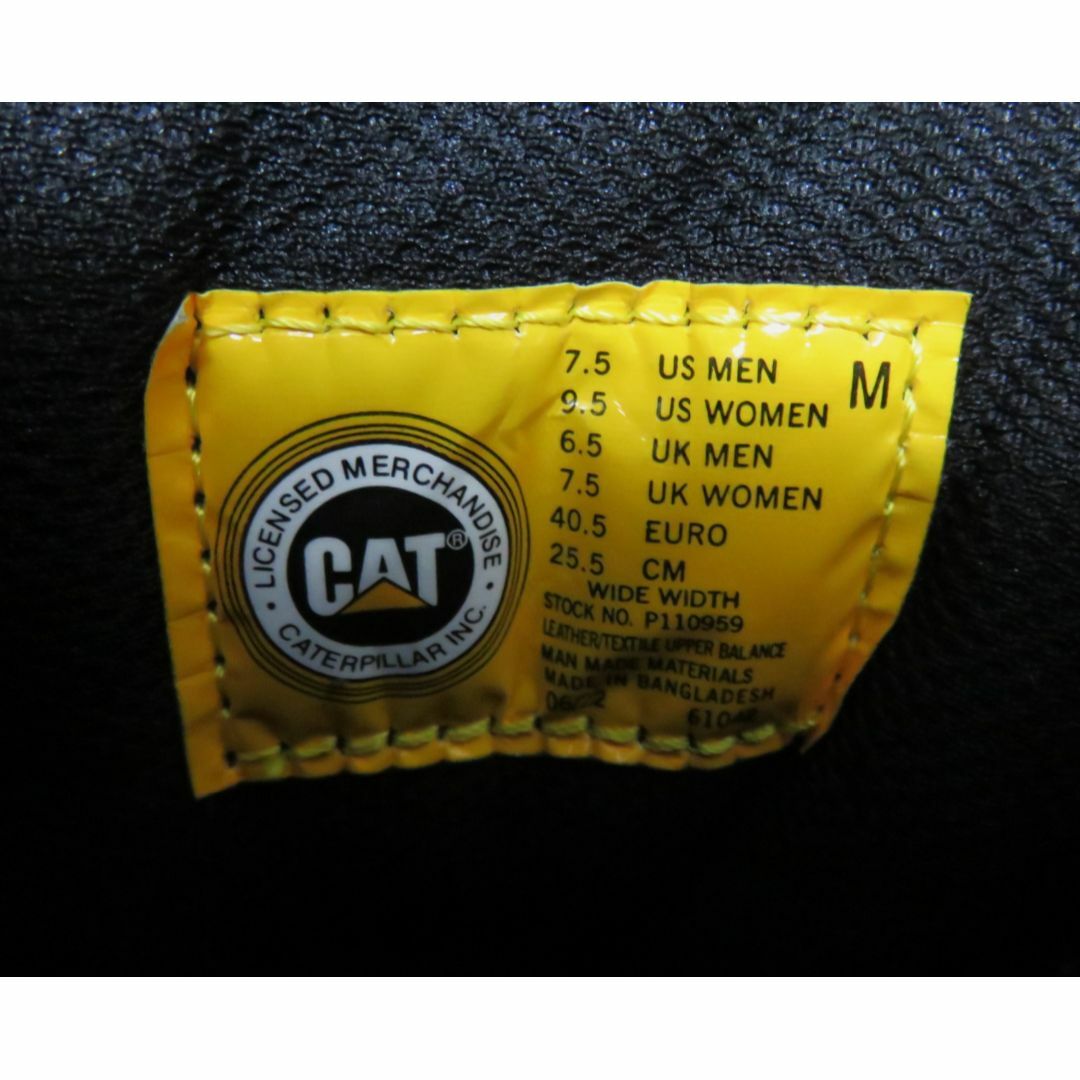 LICENSED MERCHANDISE
CAT®
CATERPILLAR INC.
M
7.5 US MEN
9.5 US WOMEN
6.5 UK MEN
7.5 UK WOMEN
40.5 EURO
25.5 CM
WIDE WIDTH
STOCK NO. P110959
LEATHER/TEXTILE UPPER BALANCE
MAN MADE MATERIALS
MADE IN BANGLADESH
06/22